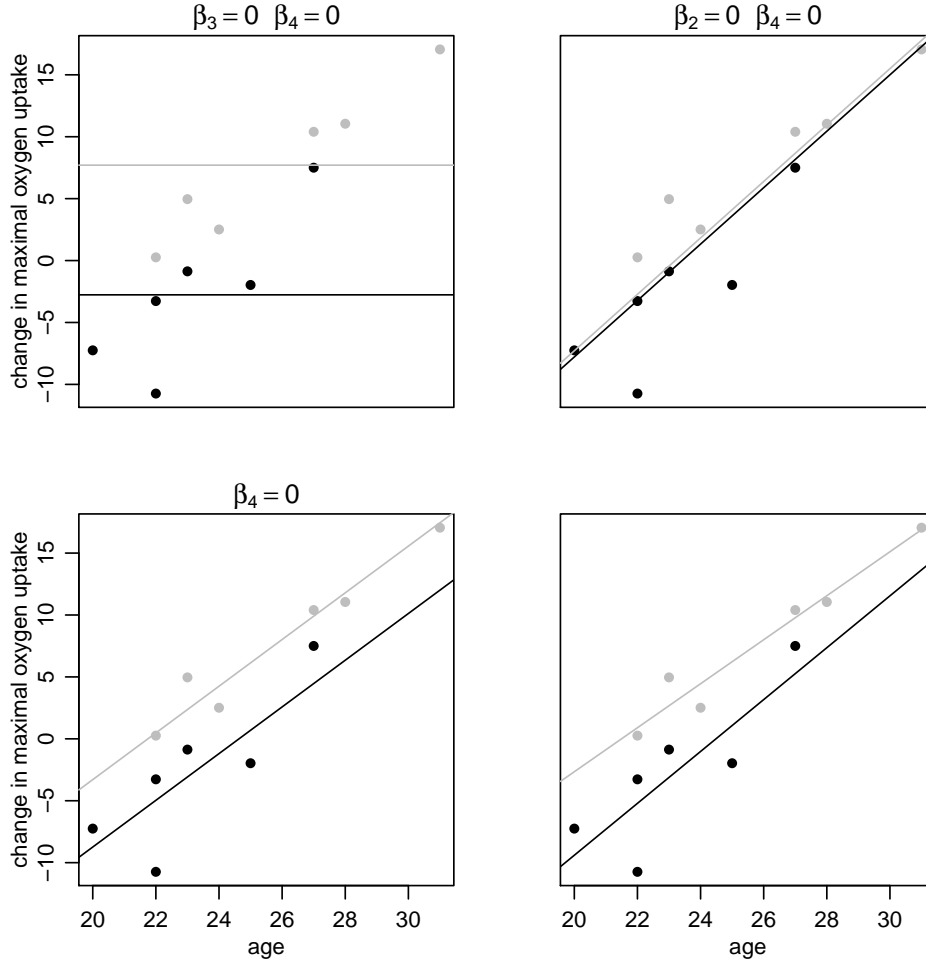 β₃ = 0 β₄ = 0
β₂ = 0 β₄ = 0
change in maximal oxygen uptake
15
10
5
0
−5
−10
β₄ = 0
change in maximal oxygen uptake
15
10
5
0
−5
−10
20 22 24 26 28 30
age
20 22 24 26 28 30
age